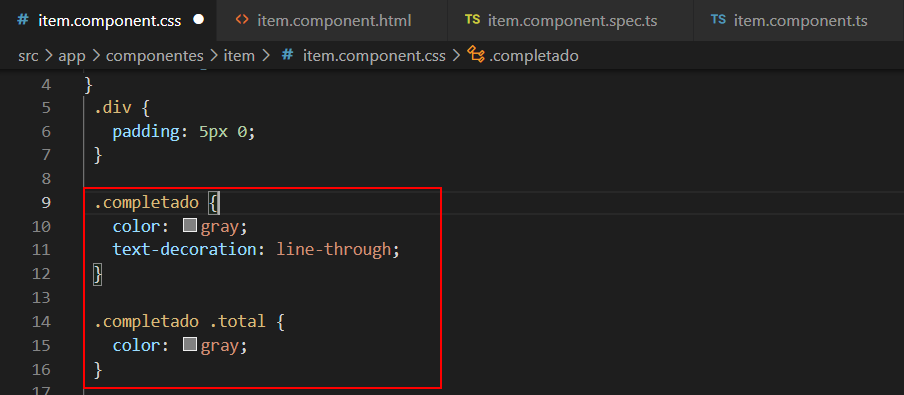 # item.component.css ● <> item.component.html TS item.component.spec.ts TS item.component.ts
src > app > componentes > item > # item.component.css > .completado
4 }
5 .div {
6 padding: 5px 0;
7 }
8
9 .completado {
10 color: gray;
11 text-decoration: line-through;
12 }
13
14 .completado .total {
15 color: gray;
16 }
17